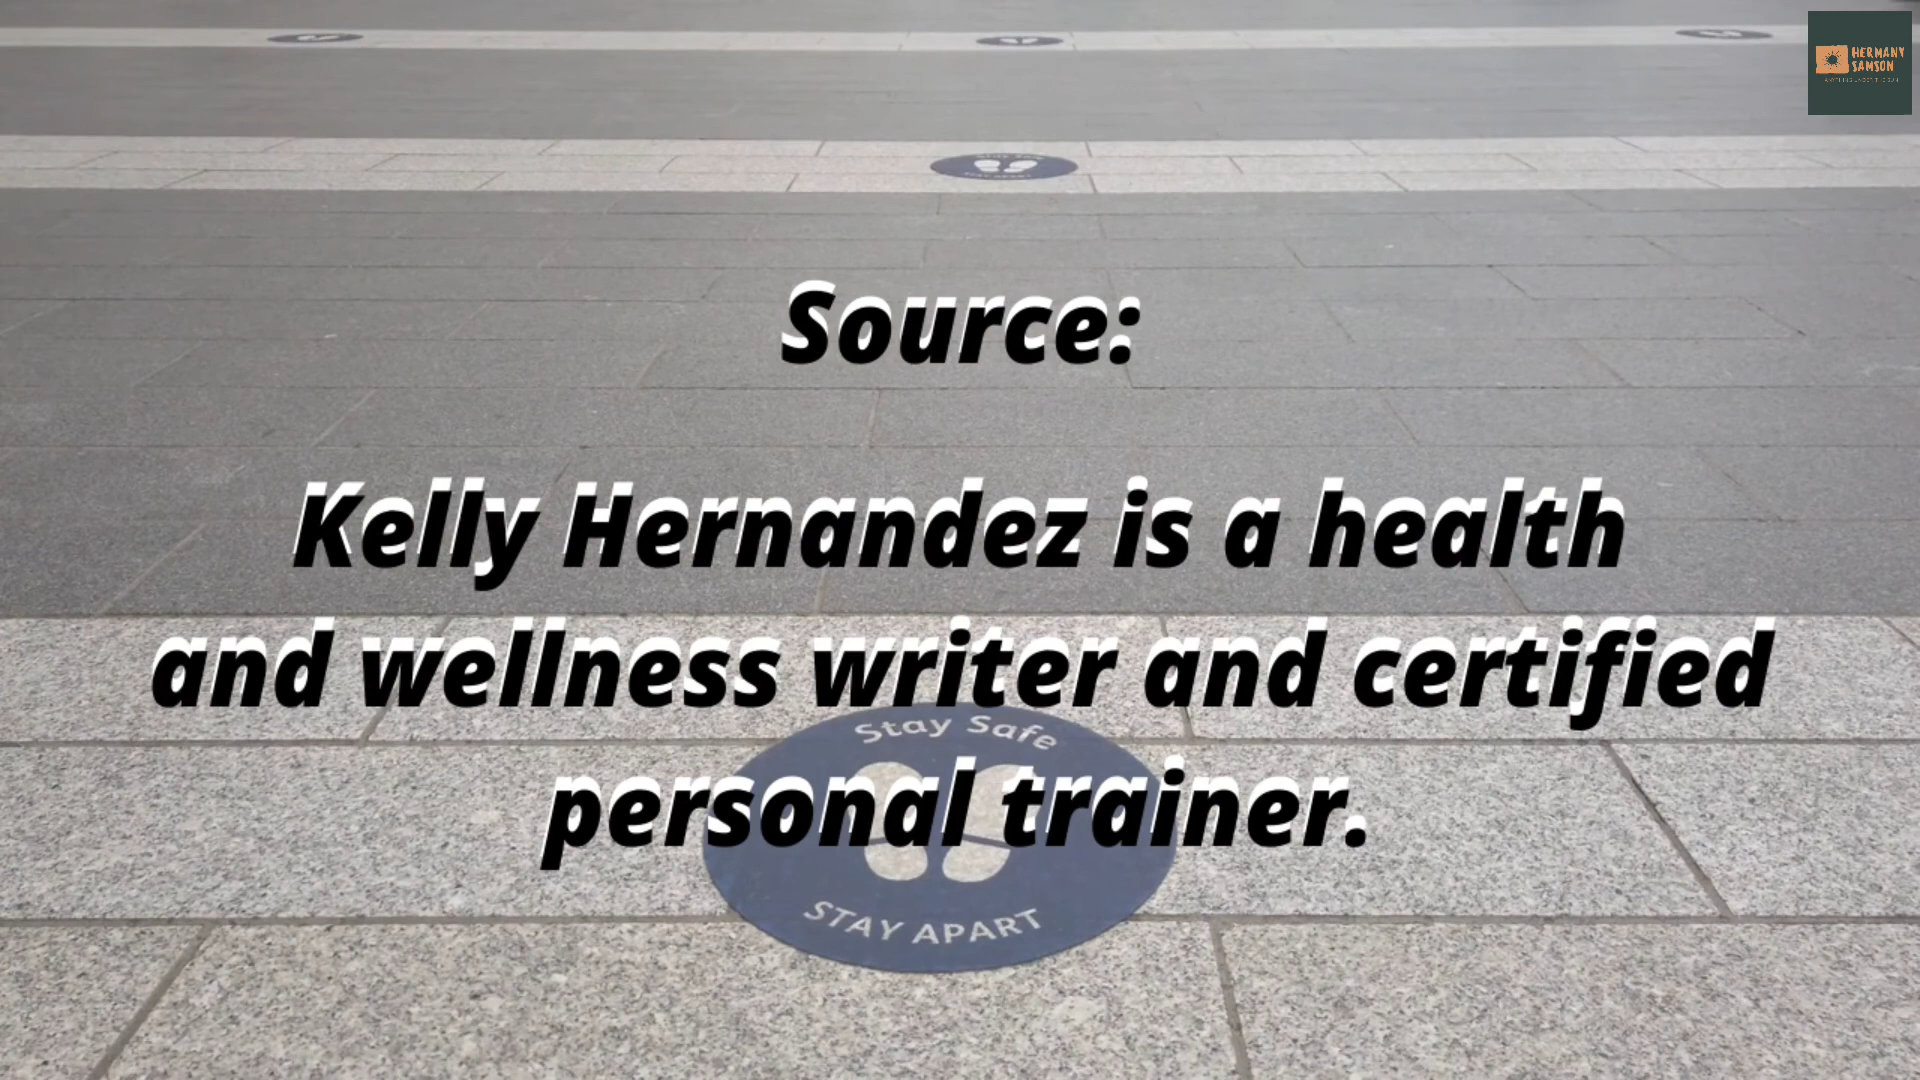 HERMANY
SAMSON
Source:
Kelly Hernandez is a health
and wellness writer and certified
personal trainer.
Stay Safe
STAY APART